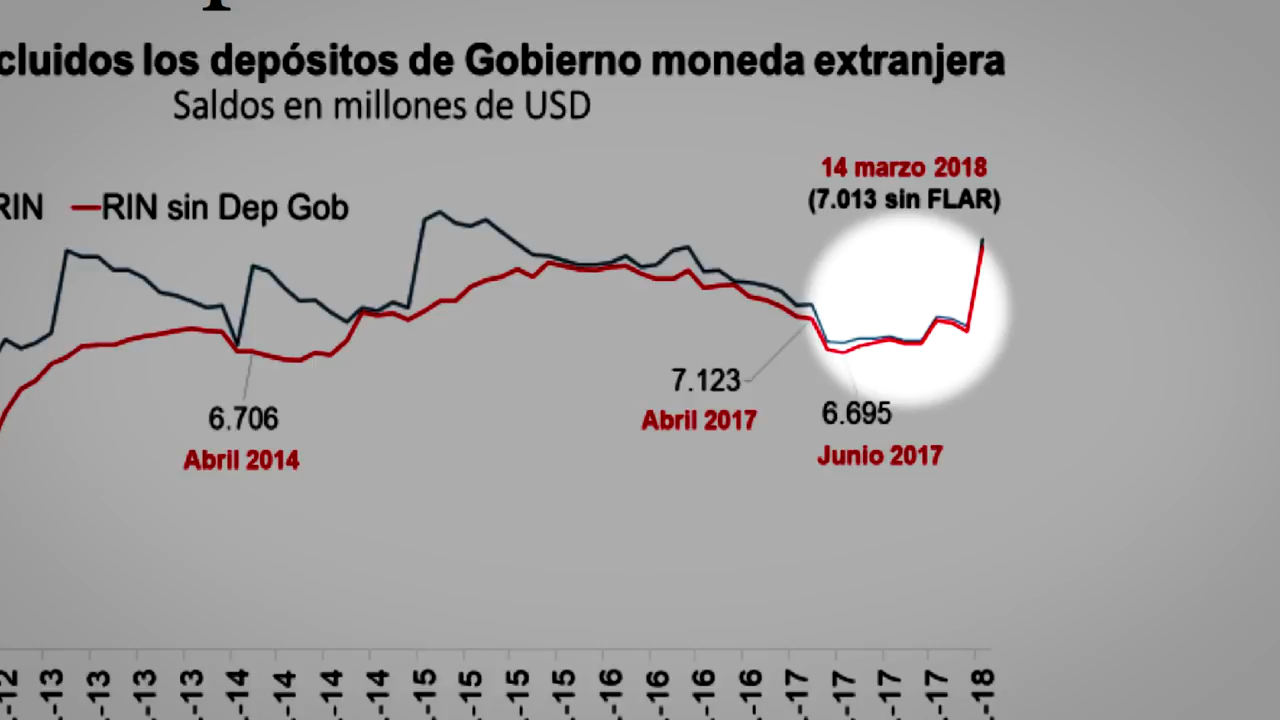 cluidos los depósitos de Gobierno moneda extranjera
Saldos en millones de USD
14 marzo 2018
(7.013 sin FLAR)
RIN —RIN sin Dep Gob
7.123
Abril 2017
6.706
Abril 2014
6.695
Junio 2017
.-12 .-13 .-13 .-13 .-13 .-14 .-14 .-14 .-14 .-15 .-15 .-15 .-15 .-16 .-16 .-16 .-16 .-17 .-17 .-17 .-17 .-18